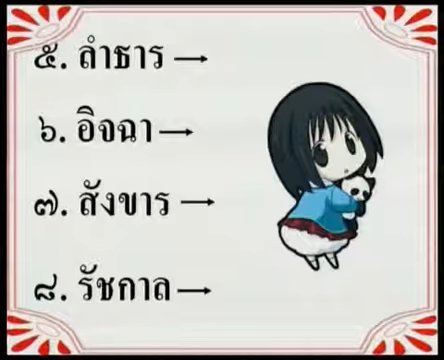 ๕. ลำธาร →
๖. อิจฉา →
๗. สังขาร →
๘. รัชกาล →